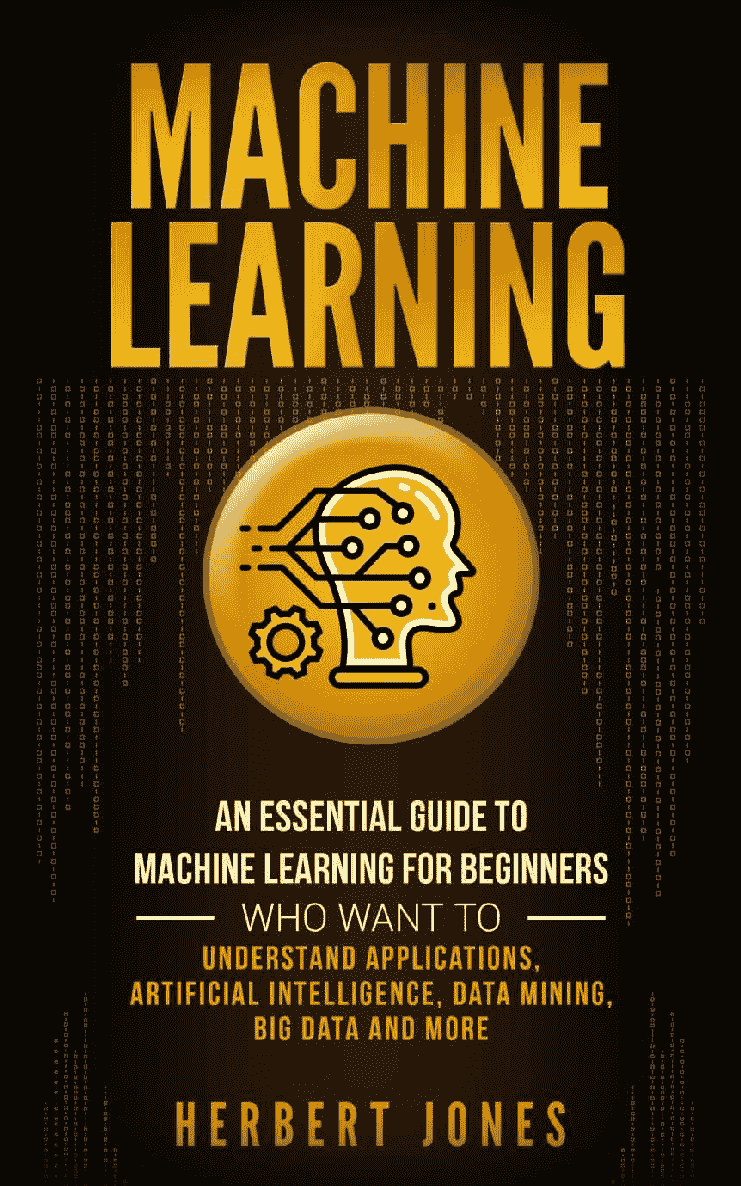 MACHINE
LEARNING
AN ESSENTIAL GUIDE TO
MACHINE LEARNING FOR BEGINNERS
WHO WANT TO
UNDERSTAND APPLICATIONS,
ARTIFICIAL INTELLIGENCE, DATA MINING,
BIG DATA AND MORE
HERBERT JONES